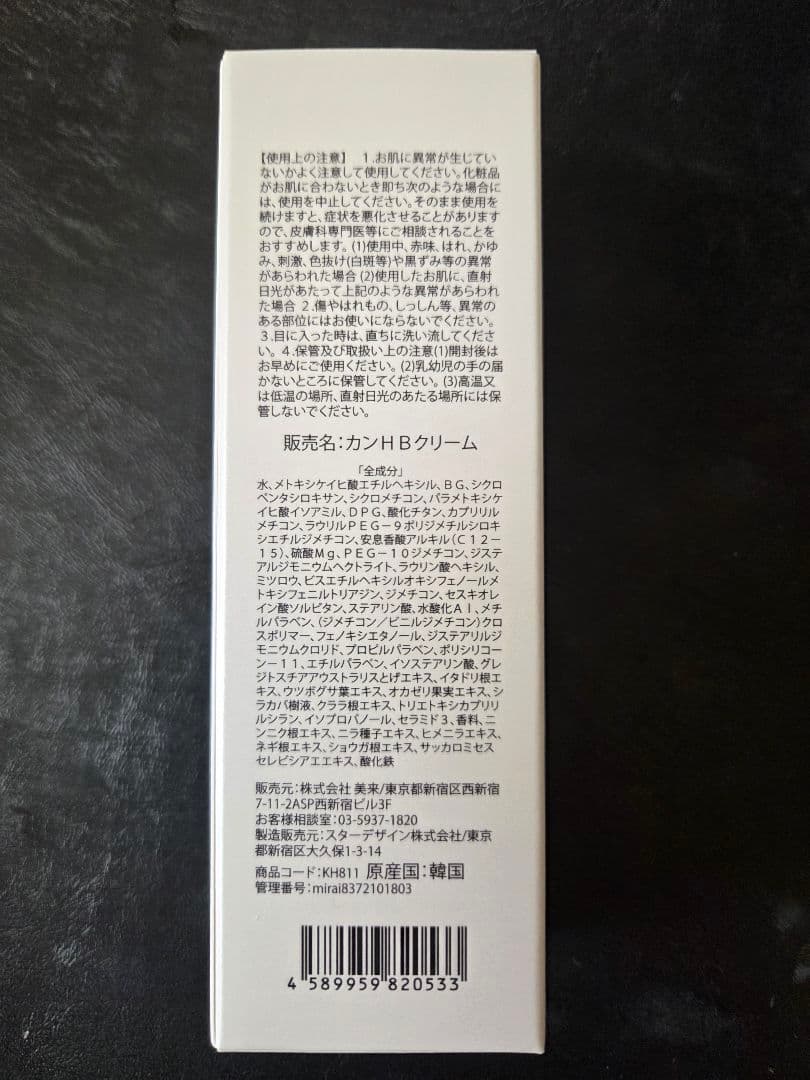 【使用上の注意】　１.お肌に異常が生じてい
ないかよく注意して使用してください。化粧品
がお肌に合わないとき即ち次のような場合に
は、使用を中止してください。そのまま使用を
続けますと、症状を悪化させることがあります
ので、皮膚科専門医等にご相談されることを
おすすめします。(1)使用中、赤味、はれ、かゆ
み、刺激、色抜け(白斑等)や黒ずみ等の異常
があらわれた場合 (2)使用したお肌に、直射
日光があたって上記のような異常があらわれ
た場合 ２.傷やはれもの、しっしん等、異常の
ある部位にはお使いにならないでください。
３.目に入った時は、直ちに洗い流してくださ
い。４.保管及び取扱い上の注意(1)開封後は
お早めにご使用ください。(2)乳幼児の手の届
かないところに保管してください。(3)高温又
は低温の場所、直射日光のあたる場所には保
管しないでください。
販売名：カンＨＢクリーム
「全成分」
水、メトキシケイヒ酸エチルヘキシル、ＢＧ、シクロ
ペンタシロキサン、シクロメチコン、パラメトキシケ
イヒ酸イソアミル、ＤＰＧ、酸化チタン、カプリリル
メチコン、ラウリルＰＥＧ－９ポリジメチルシロキ
シエチルジメチコン、安息香酸アルキル（Ｃ１２－
１５）、硫酸Ｍｇ、ＰＥＧ－１０ジメチコン、ジステ
アルジモニウムヘクトライト、ラウリン酸ヘキシル、
ミツロウ、ビスエチルヘキシルオキシフェノールメ
トキシフェニルトリアジン、ジメチコン、セスキオレ
イン酸ソルビタン、ステアリン酸、水酸化Ａｌ、メチ
ルパラベン、（ジメチコン／ビニルジメチコン）クロ
スポリマー、フェノキシエタノール、ジステアリルジ
モニウムクロリド、プロピルパラベン、ポリシリコー
ン－１１、エチルパラベン、イソステアリン酸、グレ
ジトスチアアウストラリスとげエキス、イタドリ根エ
キス、ウツボグサ葉エキス、オカゼリ果実エキス、シ
ラカバ樹液、クララ根エキス、トリエトキシカプリリ
ルシラン、イソプロパノール、セラミド３、香料、ニ
ンニク根エキス、ニラ種子エキス、ヒメニラエキス、
ネギ根エキス、ショウガ根エキス、サッカロミセス
セレビシアエエキス、酸化鉄
販売元：株式会社 美来/東京都新宿区西新宿
7-11-2ASP西新宿ビル3F
お客様相談室：03-5937-1820
製造販売元：スターデザイン株式会社/東京
都新宿区大久保1-3-14
商品コード：KH811 原産国：韓国
管理番号：mirai8372101803
4 589959 820533